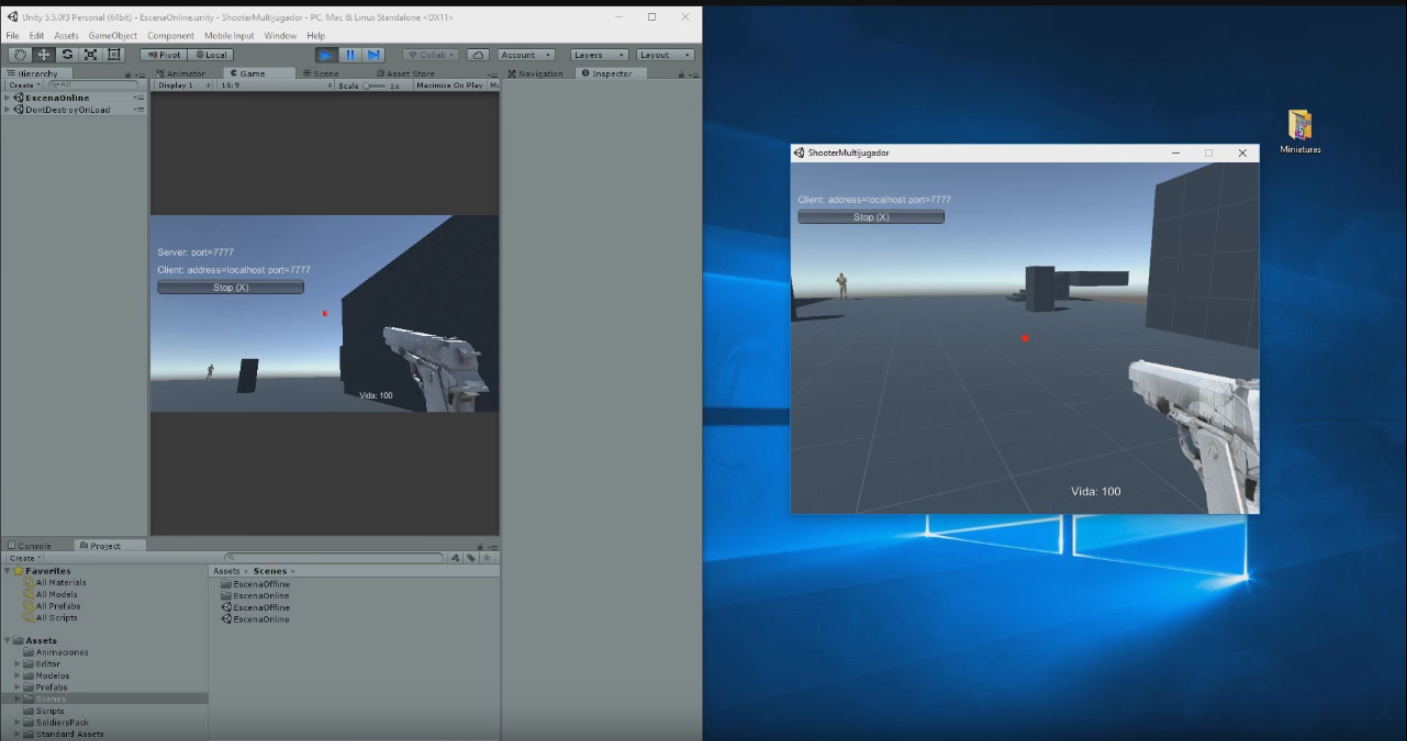 Unity 5.5.0f3 Personal (64bit) - EscenaOnline.unity - ShooterMultijugador - PC, Mac & Linux Standalone <DX11>
File Edit Assets GameObject Component Mobile Input Window Help
Pivot Local Collab Account Layers Layout
Hierarchy Animator Game Scene Asset Store Navigation Inspector
Create All Display 1 16:9 Scale 1x Maximize On Play
EscenaOnline
DontDestroyOnLoad
Server: port=7777
Client: address=localhost port=7777
Stop (X)
Vida: 100
Console Project
Create
Favorites
All Materials
All Models
All Prefabs
All Scripts
Assets
Animaciones
Editor
Modelos
Prefabs
Scenes
Scripts
SoldiersPack
Standard Assets
Assets Scenes
EscenaOffline
EscenaOnline
EscenaOffline
EscenaOnline
Miniaturas
ShooterMultijugador
Client: address=localhost port=7777
Stop (X)
Vida: 100